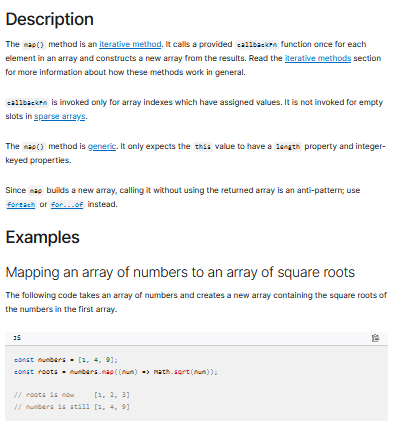 Description
The map() method is an iterative method. It calls a provided callbackFn function once for each
element in an array and constructs a new array from the results. Read the iterative methods section
for more information about how these methods work in general.
callbackFn is invoked only for array indexes which have assigned values. It is not invoked for empty
slots in sparse arrays.
The map() method is generic. It only expects the this value to have a length property and integer-
keyed properties.
Since map builds a new array, calling it without using the returned array is an anti-pattern; use
forEach or for...of instead.
Examples
Mapping an array of numbers to an array of square roots
The following code takes an array of numbers and creates a new array containing the square roots of
the numbers in the first array.
JS
const numbers = [1, 4, 9];
const roots = numbers.map((num) => Math.sqrt(num));
// roots is now [1, 2, 3]
// numbers is still [1, 4, 9]